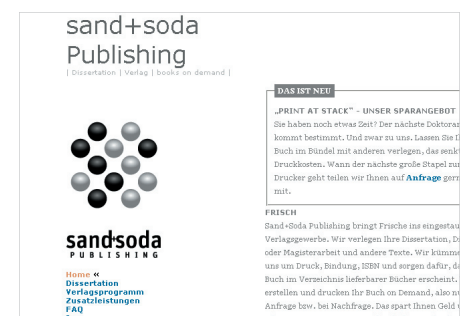 sand+soda
Publishing
| Dissertation | Verlag | books on demand |
sand+soda
PUBLISHING
Home «
Dissertation
Verlagsprogramm
Zusatzleistungen
FAQ
DAS IST NEU
„PRINT AT STACK" - UNSER SPARANGEBOT
Sie haben noch etwas Zeit? Der nächste Doktoran
kommt bestimmt. Und zwar zu uns. Lassen Sie I
Buch im Bündel mit anderen verlegen, das senk
Druckkosten. Wann der nächste große Stapel zu
Drucker geht teilen wir Ihnen auf Anfrage gern
mit.
FRISCH
Sand+Soda Publishing bringt Frische ins eingestau
Verlagsgewerbe. Wir verlegen Ihre Dissertation, D
oder Magisterarbeit und andere Texte. Wir kümme
uns um Druck, Bindung, ISBN und sorgen dafür, da
Buch im Verzeichnis lieferbarer Bücher erscheint.
erstellen und drucken Ihr Buch on Demand, also nu
Anfrage bzw. bei Nachfrage. Das spart Ihnen Geld